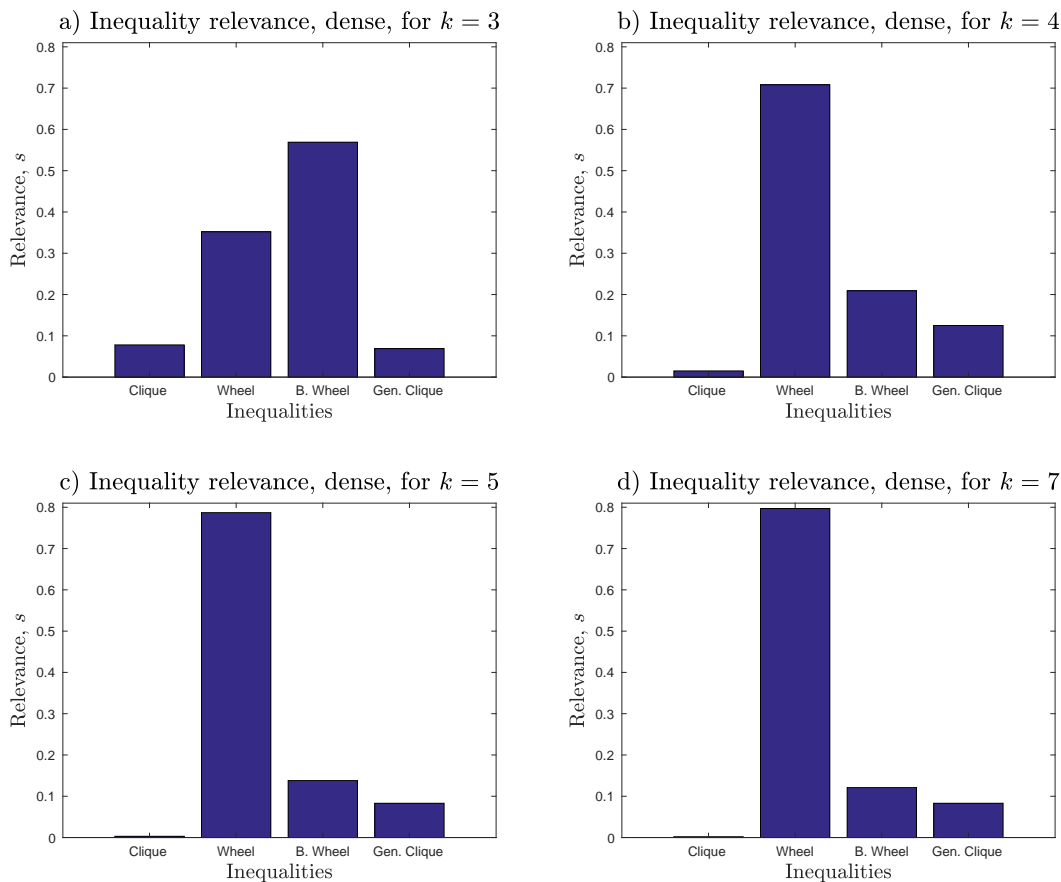 a) Inequality relevance, dense, for k = 3
0.8
0.7
0.6
0.5
0.4
0.3
0.2
0.1
0
Relevance, s
Clique Wheel B. Wheel Gen. Clique
Inequalities
b) Inequality relevance, dense, for k = 4
0.8
0.7
0.6
0.5
0.4
0.3
0.2
0.1
0
Relevance, s
Clique Wheel B. Wheel Gen. Clique
Inequalities
c) Inequality relevance, dense, for k = 5
0.8
0.7
0.6
0.5
0.4
0.3
0.2
0.1
0
Relevance, s
Clique Wheel B. Wheel Gen. Clique
Inequalities
d) Inequality relevance, dense, for k = 7
0.8
0.7
0.6
0.5
0.4
0.3
0.2
0.1
0
Relevance, s
Clique Wheel B. Wheel Gen. Clique
Inequalities